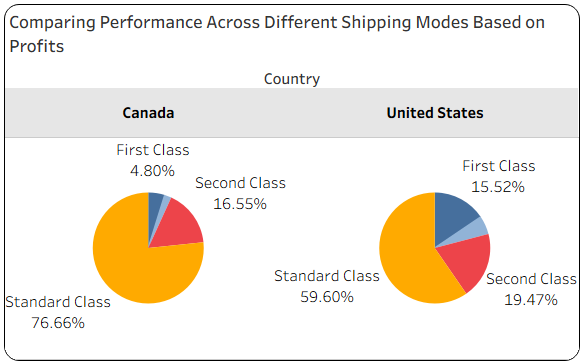 Comparing Performance Across Different Shipping Modes Based on
Profits
Country
Canada
United States
First Class
4.80%
Second Class
16.55%
Standard Class
76.66%
First Class
15.52%
Second Class
19.47%
Standard Class
59.60%